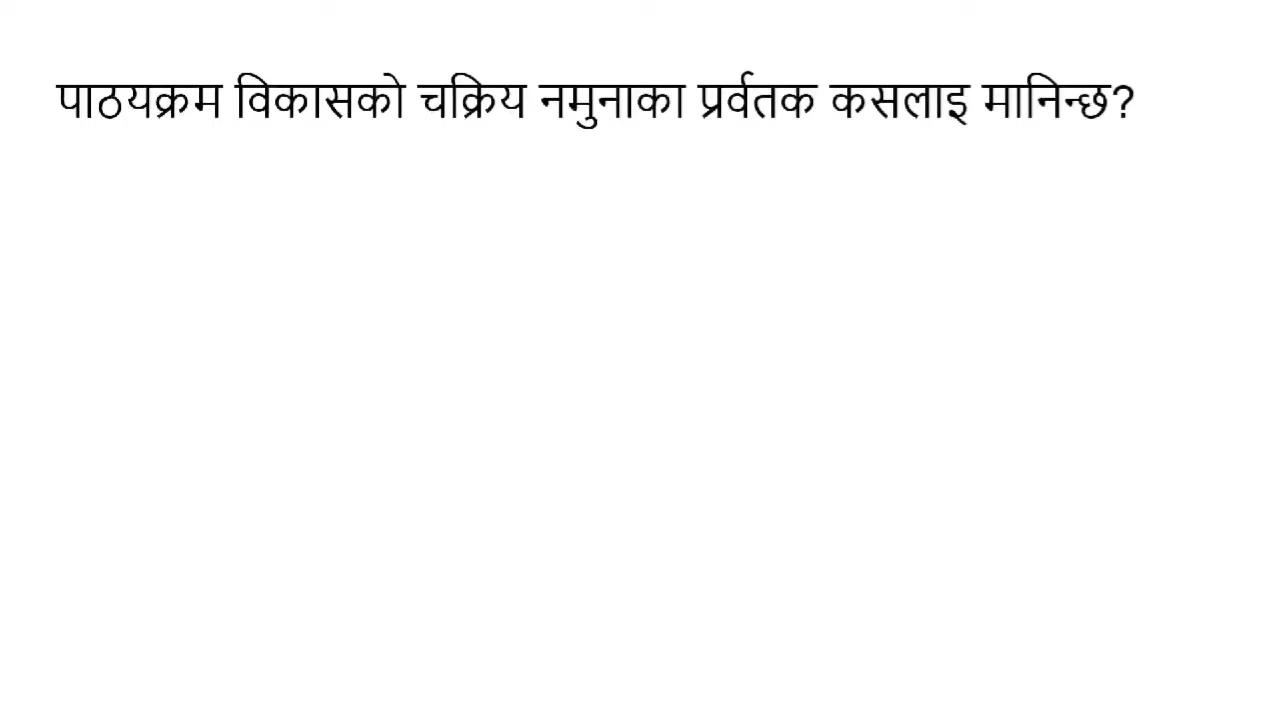 पाठयक्रम विकासको चक्रिय नमुनाका प्रर्वतक कसलाइ मानिन्छ?